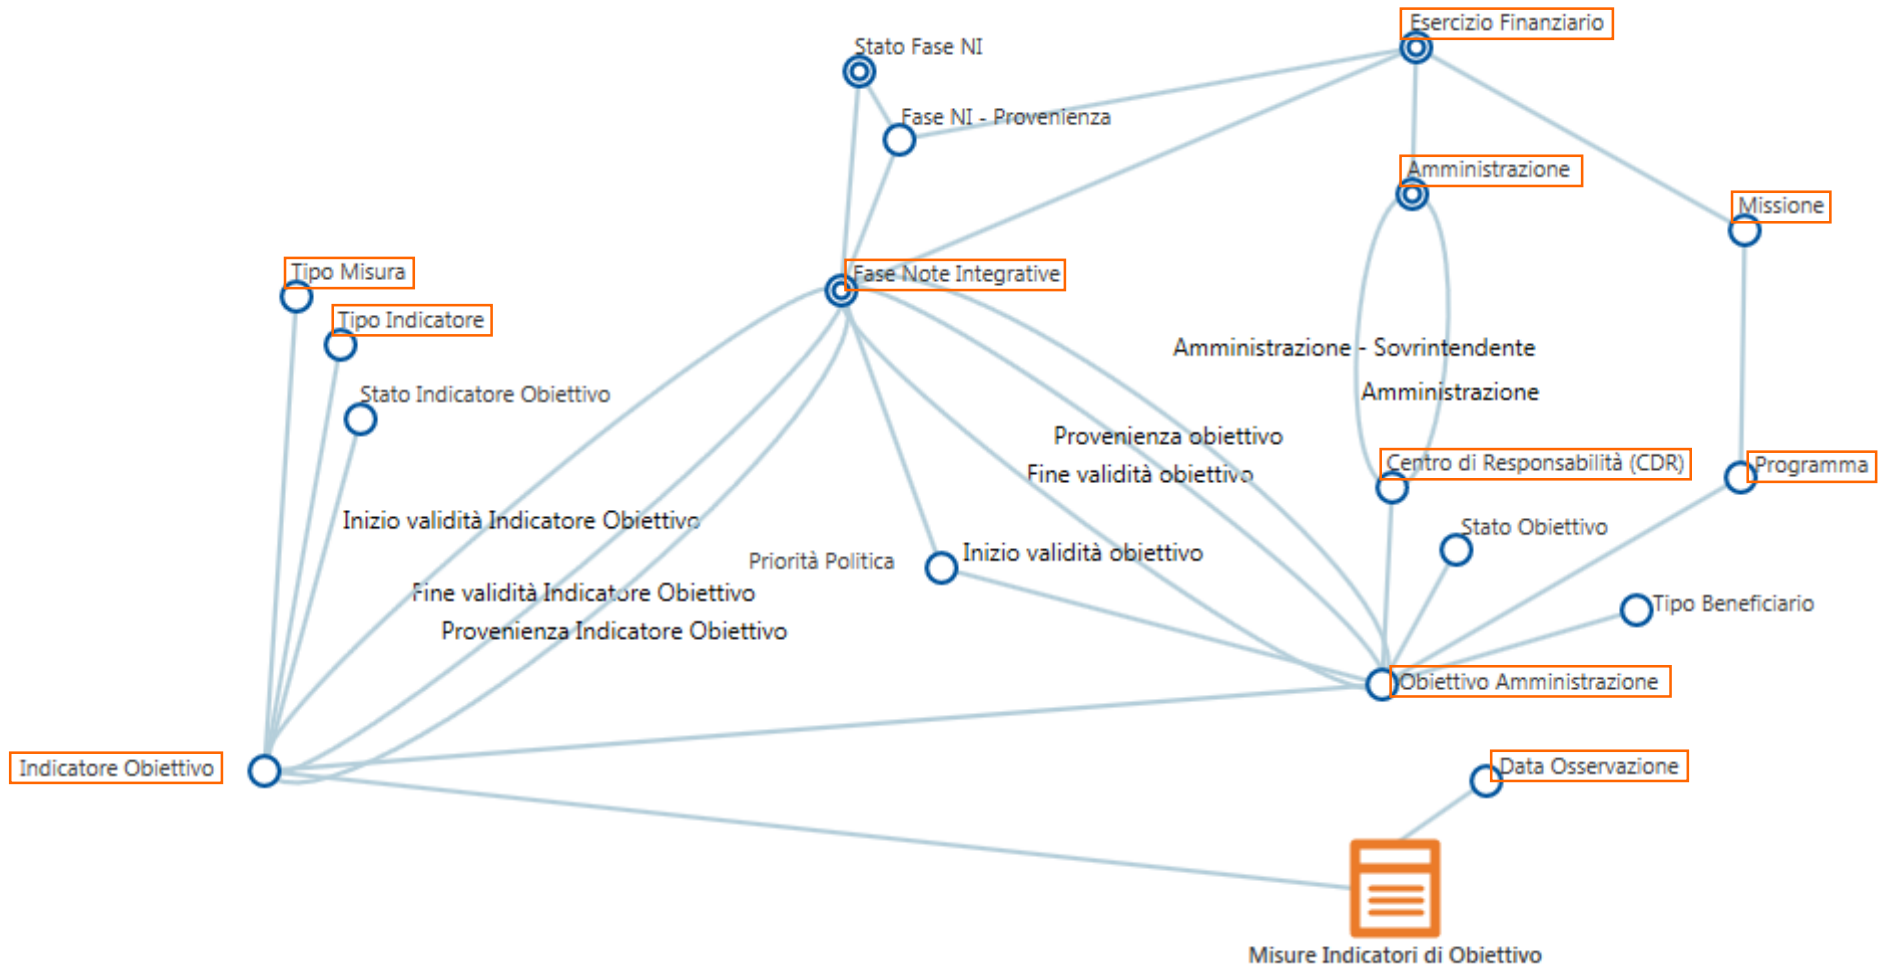 Esercizio Finanziario
Stato Fase NI
Fase NI - Provenienza
Amministrazione
Missione
Tipo Misura
Fase Note Integrative
Tipo Indicatore
Amministrazione - Sovrintendente
Stato Indicatore Obiettivo
Amministrazione
Provenienza obiettivo
Centro di Responsabilità (CDR)
Programma
Fine validità obiettivo
Inizio validità Indicatore Obiettivo
Stato Obiettivo
Priorità Politica
Inizio validità obiettivo
Fine validità Indicatore Obiettivo
Tipo Beneficiario
Provenienza Indicatore Obiettivo
Obiettivo Amministrazione
Indicatore Obiettivo
Data Osservazione
Misure Indicatori di Obiettivo